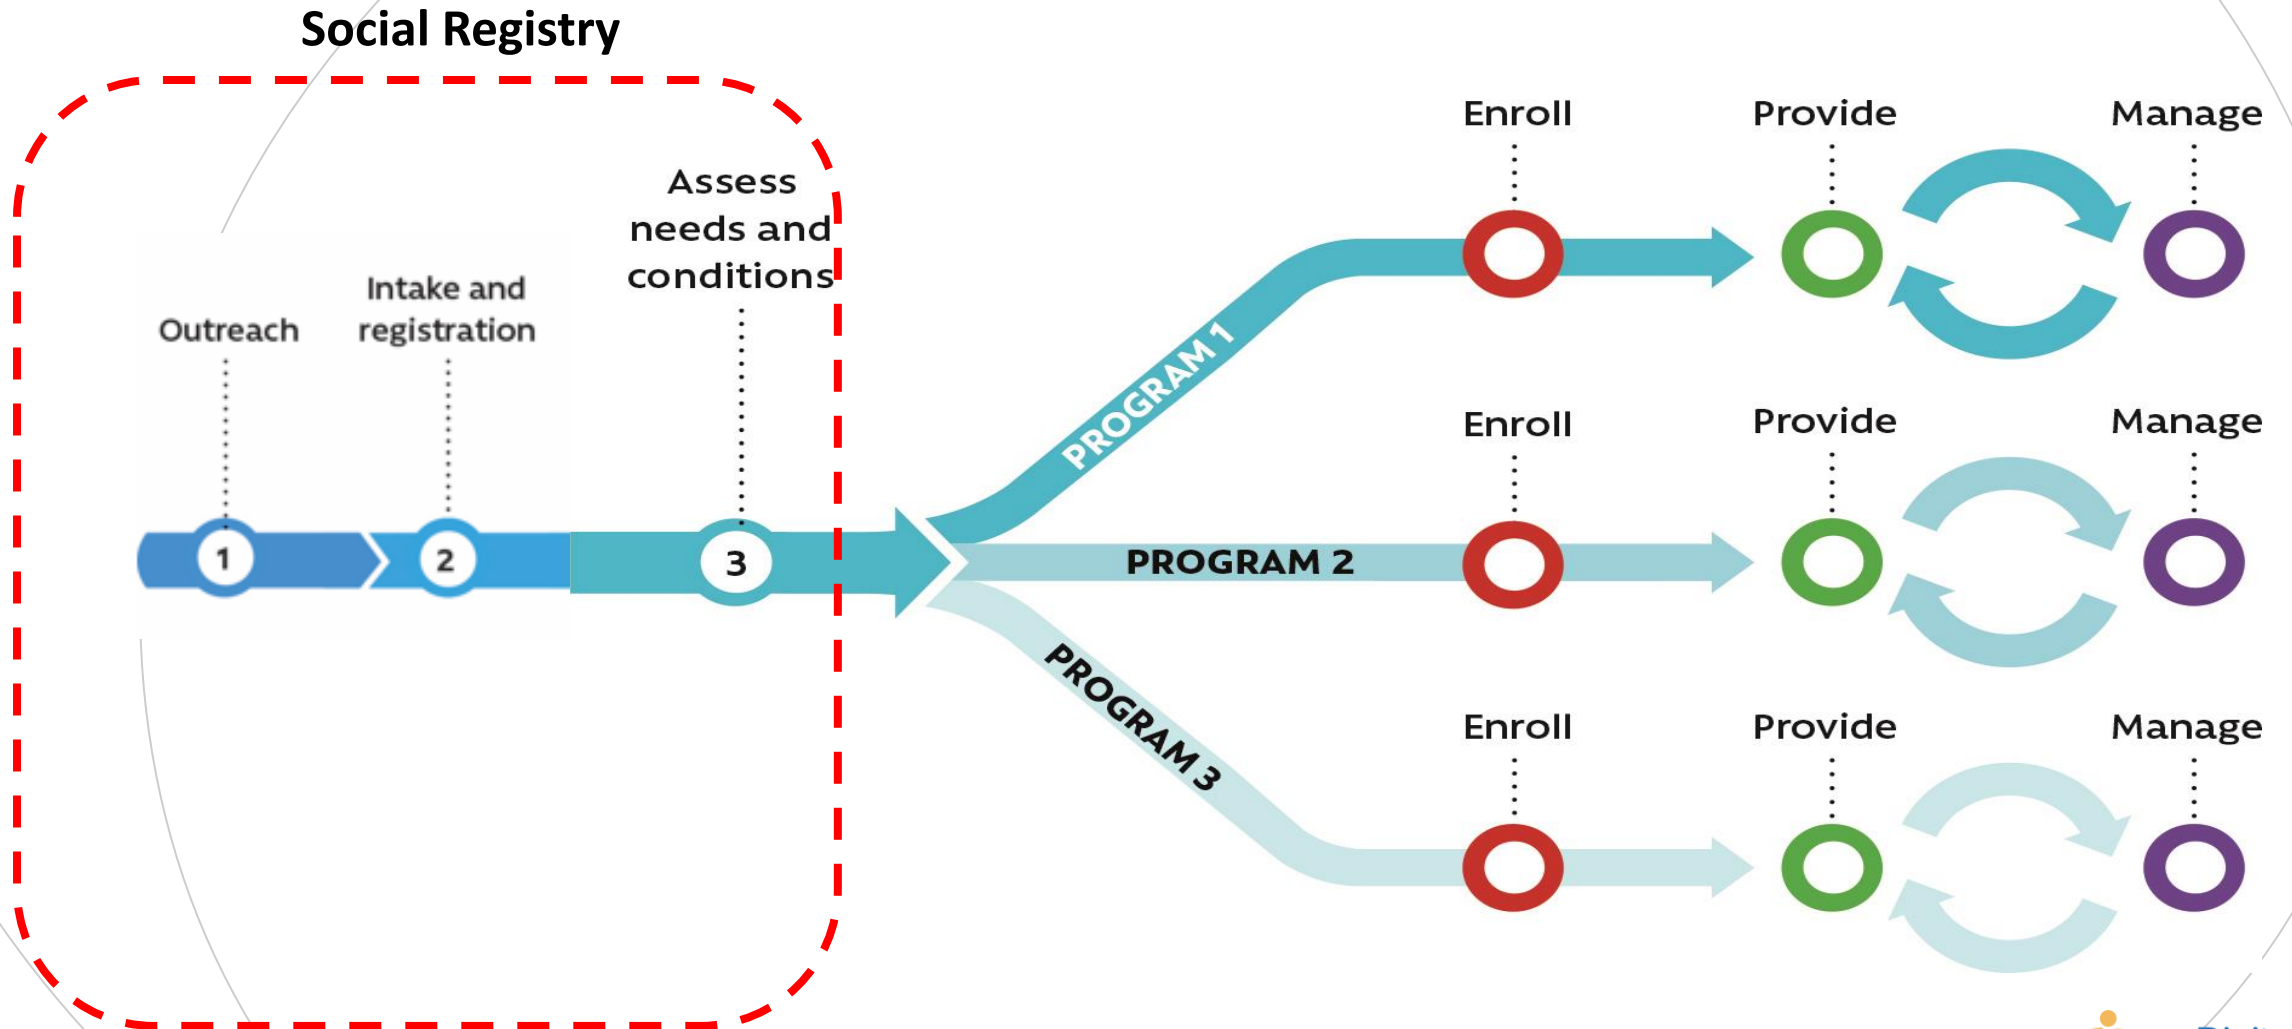 Social Registry
Outreach
Intake and
registration
Assess
needs and
conditions
1
2
3
PROGRAM 1
Enroll
Provide
Manage
PROGRAM 2
Enroll
Provide
Manage
PROGRAM 3
Enroll
Provide
Manage